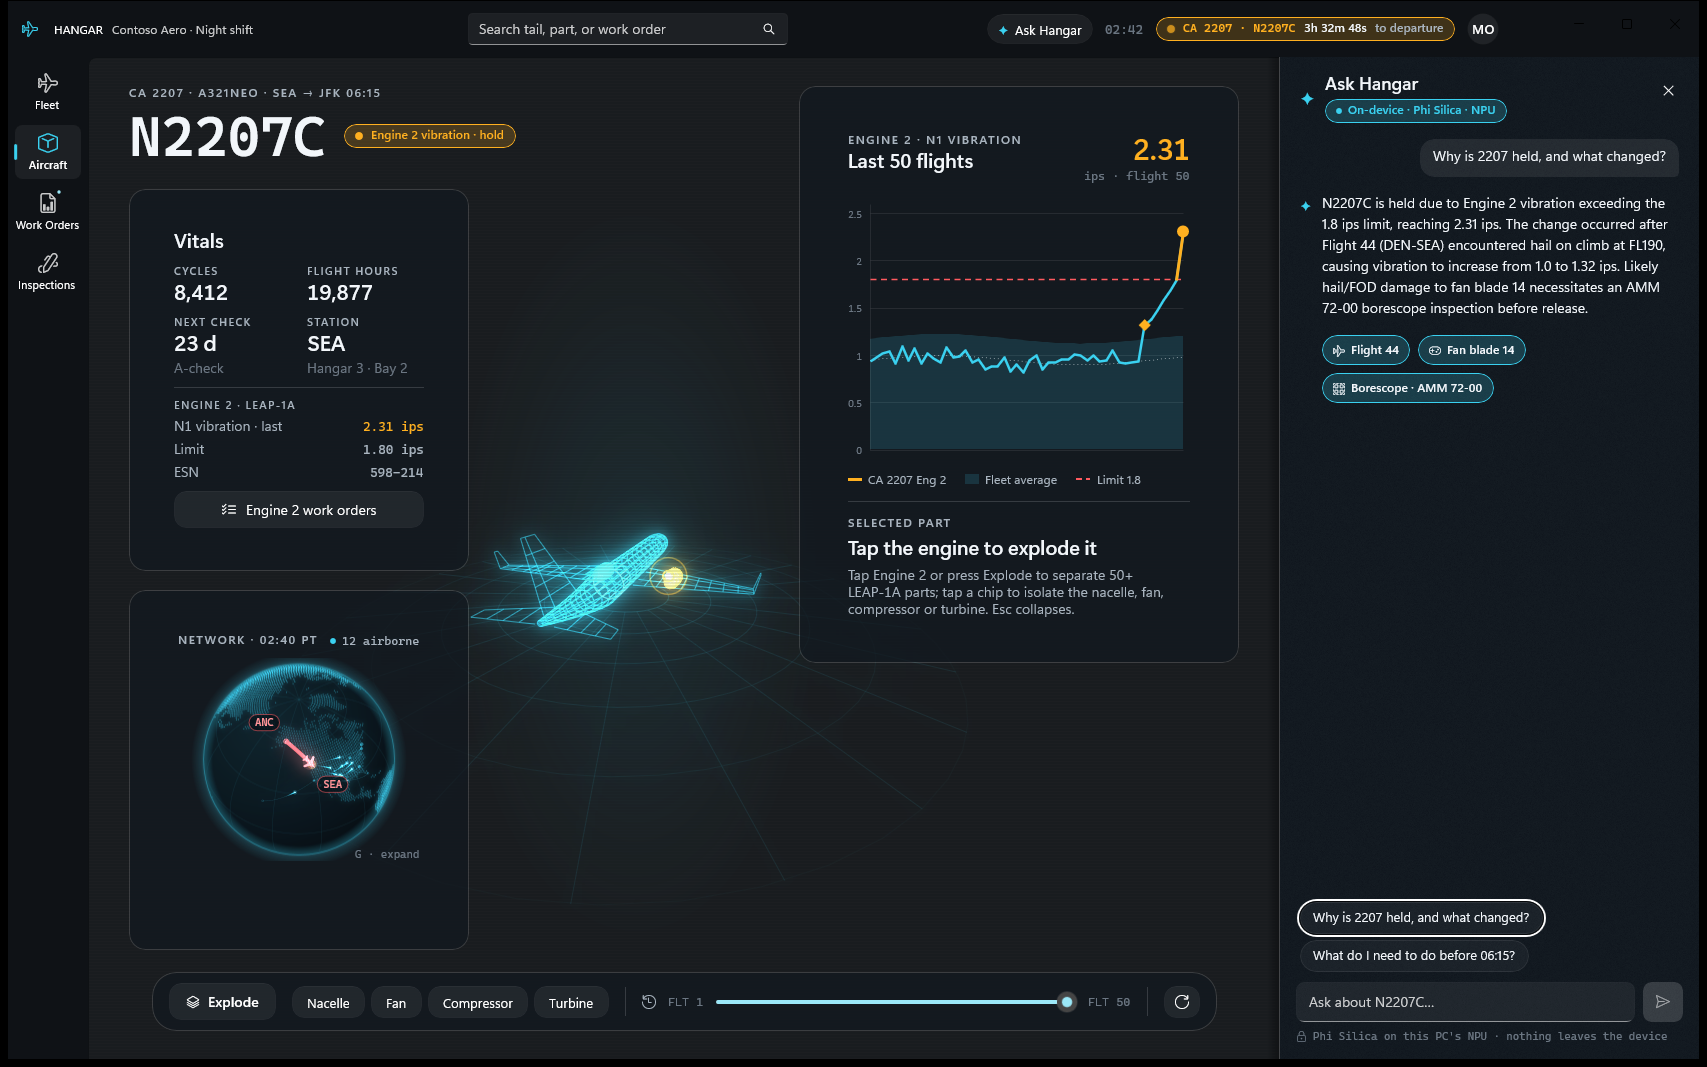 HANGAR Contoso Aero · Night shift
Search tail, part, or work order
Ask Hangar
02:42
CA 2207 · N2207C 3h 32m 48s to departure
MO
Fleet
Aircraft
Work Orders
Inspections
CA 2207 · A321NEO · SEA → JFK 06:15
N2207C
Engine 2 vibration · hold
Vitals
CYCLES
8,412
FLIGHT HOURS
19,877
NEXT CHECK
23 d
A-check
STATION
SEA
Hangar 3 · Bay 2
ENGINE 2 · LEAP-1A
N1 vibration · last 2.31 ips
Limit 1.80 ips
ESN 598-214
Engine 2 work orders
NETWORK · 02:40 PT
12 airborne
ANC
SEA
G · expand
ENGINE 2 · N1 VIBRATION
Last 50 flights
2.31
ips · flight 50
2.5
2
1.5
1
0.5
0
CA 2207 Eng 2
Fleet average
Limit 1.8
SELECTED PART
Tap the engine to explode it
Tap Engine 2 or press Explode to separate 50+
LEAP-1A parts; tap a chip to isolate the nacelle, fan,
compressor or turbine. Esc collapses.
Explode
Nacelle
Fan
Compressor
Turbine
FLT 1
FLT 50
Ask Hangar
On-device · Phi Silica · NPU
Why is 2207 held, and what changed?
N2207C is held due to Engine 2 vibration exceeding the
1.8 ips limit, reaching 2.31 ips. The change occurred after
Flight 44 (DEN-SEA) encountered hail on climb at FL190,
causing vibration to increase from 1.0 to 1.32 ips. Likely
hail/FOD damage to fan blade 14 necessitates an AMM
72-00 borescope inspection before release.
Flight 44
Fan blade 14
Borescope · AMM 72-00
Why is 2207 held, and what changed?
What do I need to do before 06:15?
Ask about N2207C...
Phi Silica on this PC's NPU · nothing leaves the device